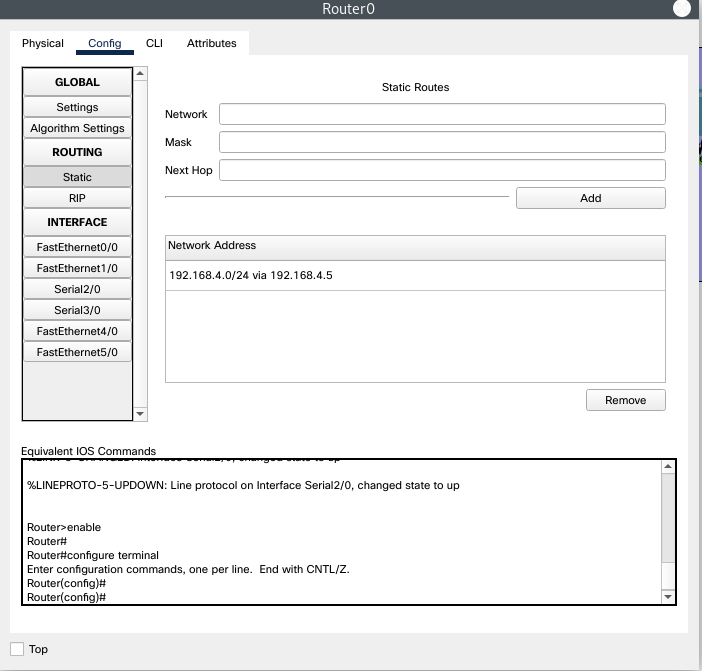 Router0
Physical Config CLI Attributes
GLOBAL
Settings
Algorithm Settings
ROUTING
Static
RIP
INTERFACE
FastEthernet0/0
FastEthernet1/0
Serial2/0
Serial3/0
FastEthernet4/0
FastEthernet5/0
Static Routes
Network
Mask
Next Hop
Add
Network Address
192.168.4.0/24 via 192.168.4.5
Remove
Equivalent IOS Commands
%LINEPROTO-5-UPDOWN: Line protocol on Interface Serial2/0, changed state to up
Router>enable
Router#
Router#configure terminal
Enter configuration commands, one per line. End with CNTL/Z.
Router(config)#
Router(config)#
Top